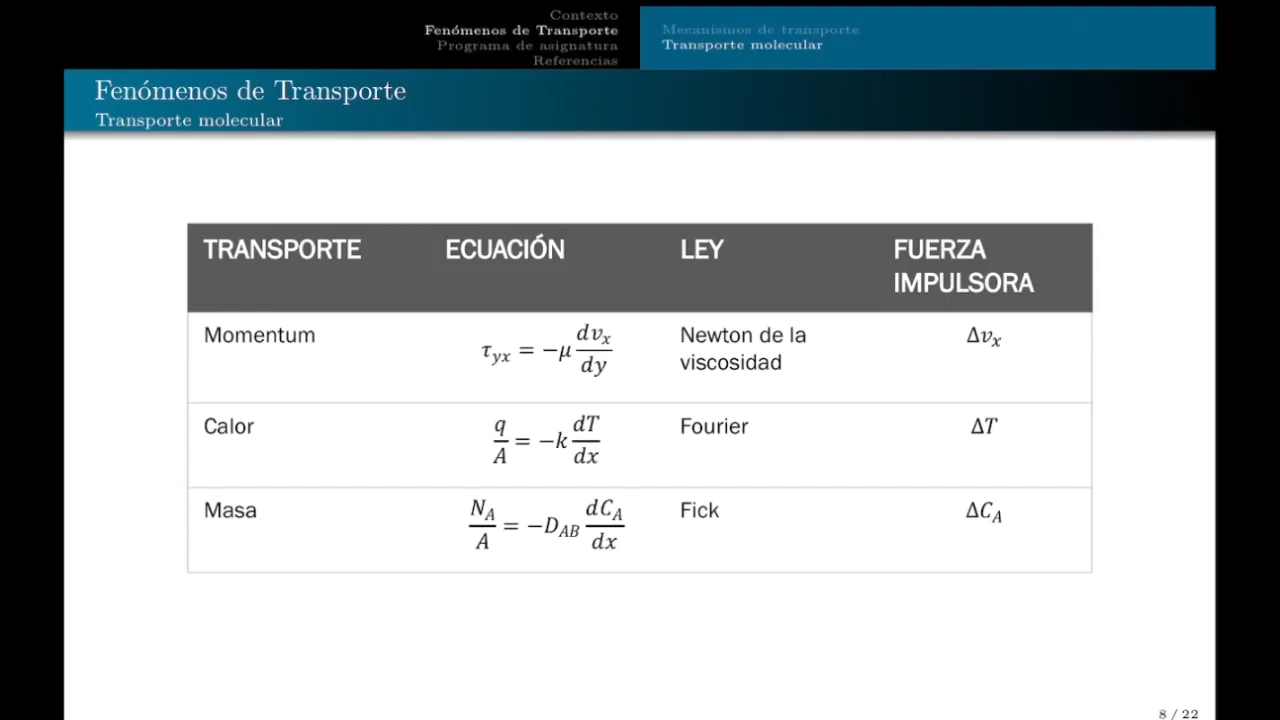 Contexto
Fenómenos de Transporte
Programa de asignatura
Referencias
Mecanismos de transporte
Transporte molecular
Fenómenos de Transporte
Transporte molecular
TRANSPORTE ECUACIÓN LEY FUERZA IMPULSORA
Momentum τ_yx = −μ dv_x/dy Newton de la viscosidad Δv_x
Calor q/A = −k dT/dx Fourier ΔT
Masa N_A/A = −D_AB dC_A/dx Fick ΔC_A
8 / 22